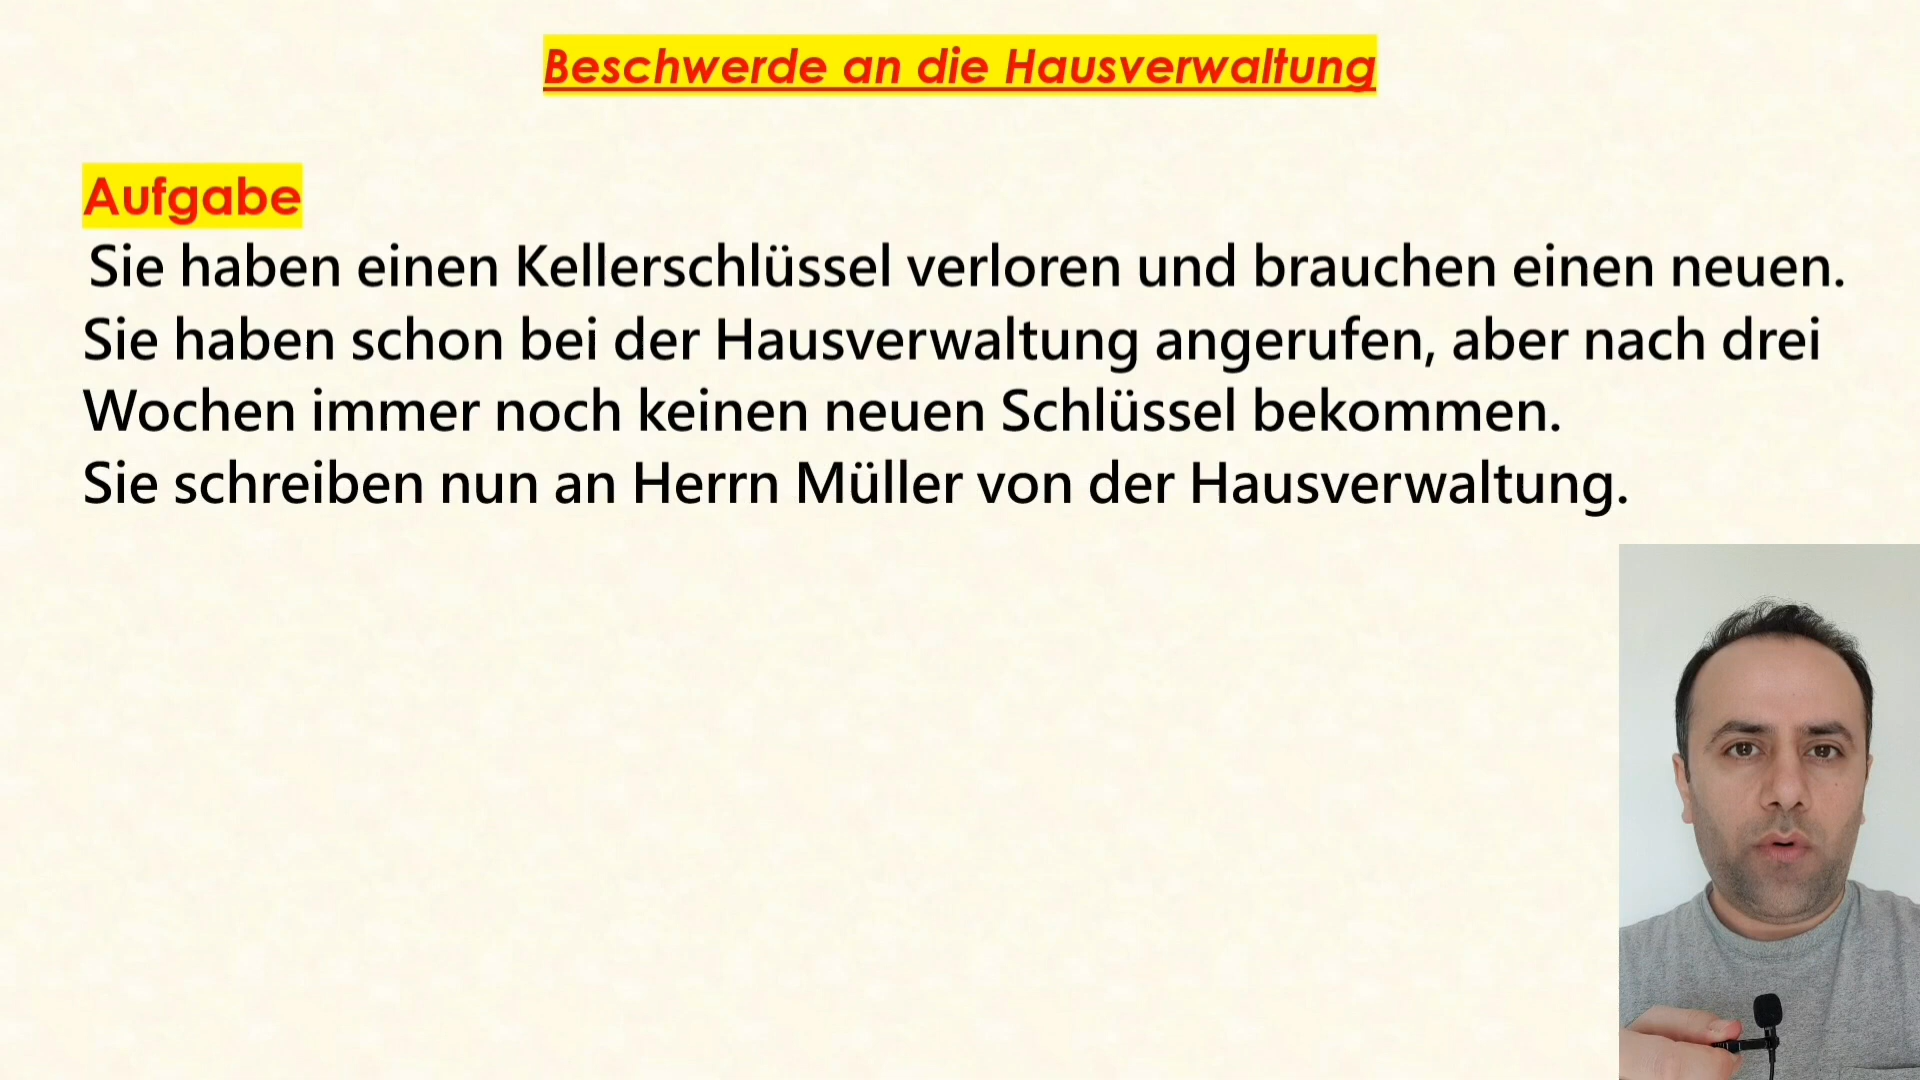 Beschwerde an die Hausverwaltung
Aufgabe
Sie haben einen Kellerschlüssel verloren und brauchen einen neuen.
Sie haben schon bei der Hausverwaltung angerufen, aber nach drei
Wochen immer noch keinen neuen Schlüssel bekommen.
Sie schreiben nun an Herrn Müller von der Hausverwaltung.